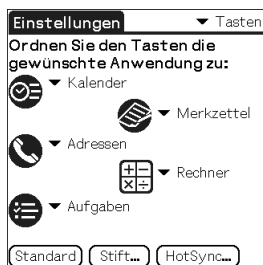 Einstellungen
Tasten
Ordnen Sie den Tasten die
gewünschte Anwendung zu:
Kalender
Merkzettel
Adressen
Rechner
Aufgaben
Standard Stift... HotSync...